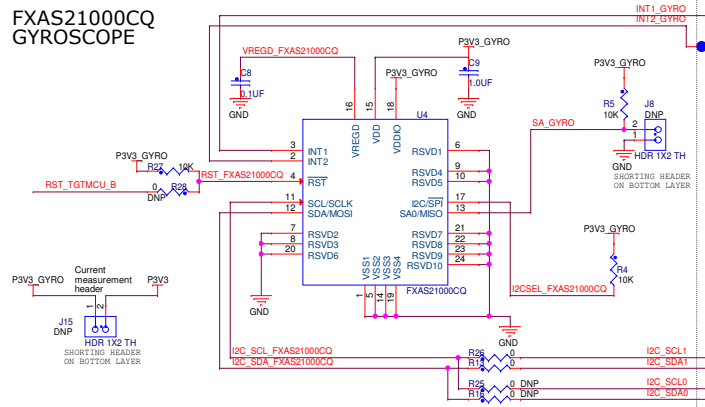 FXAS21000CQ
GYROSCOPE
INT1_GYRO
INT2_GYRO
VREGD_FXAS21000CQ
P3V3_GYRO
C8
0.1UF
GND
C9
1.0UF
GND
P3V3_GYRO
P3V3_GYRO
R5
10K
J8
DNP
2
1
HDR 1X2 TH
GND
SHORTING HEADER
ON BOTTOM LAYER
SA_GYRO
U4
16
15
18
VREGD
VDD
VDDIO
3 INT1
2 INT2
4 RST
11 SCL/SCLK
12 SDA/MOSI
7 RSVD2
8 RSVD3
20 RSVD6
RSVD1 6
RSVD4 9
RSVD5 10
I2C/SPI 17
SA0/MISO 13
RSVD7 21
RSVD8 22
RSVD9 23
RSVD10 24
VSS1
VSS2
VSS3
VSS4
1
5
14
19
FXAS21000CQ
P3V3_GYRO
R27 10K
RST_FXAS21000CQ
RST_TGTMCU_B
0 R28
DNP
GND
P3V3_GYRO
R4
10K
I2CSEL_FXAS21000CQ
GND
P3V3_GYRO
Current
measurement
header
P3V3
1
2
J15
DNP
HDR 1X2 TH
SHORTING HEADER
ON BOTTOM LAYER
I2C_SCL_FXAS21000CQ
R26 0
I2C_SCL1
I2C_SDA_FXAS21000CQ
0
I2C_SDA1
R25 0 DNP
I2C_SCL0
0 DNP
I2C_SDA0